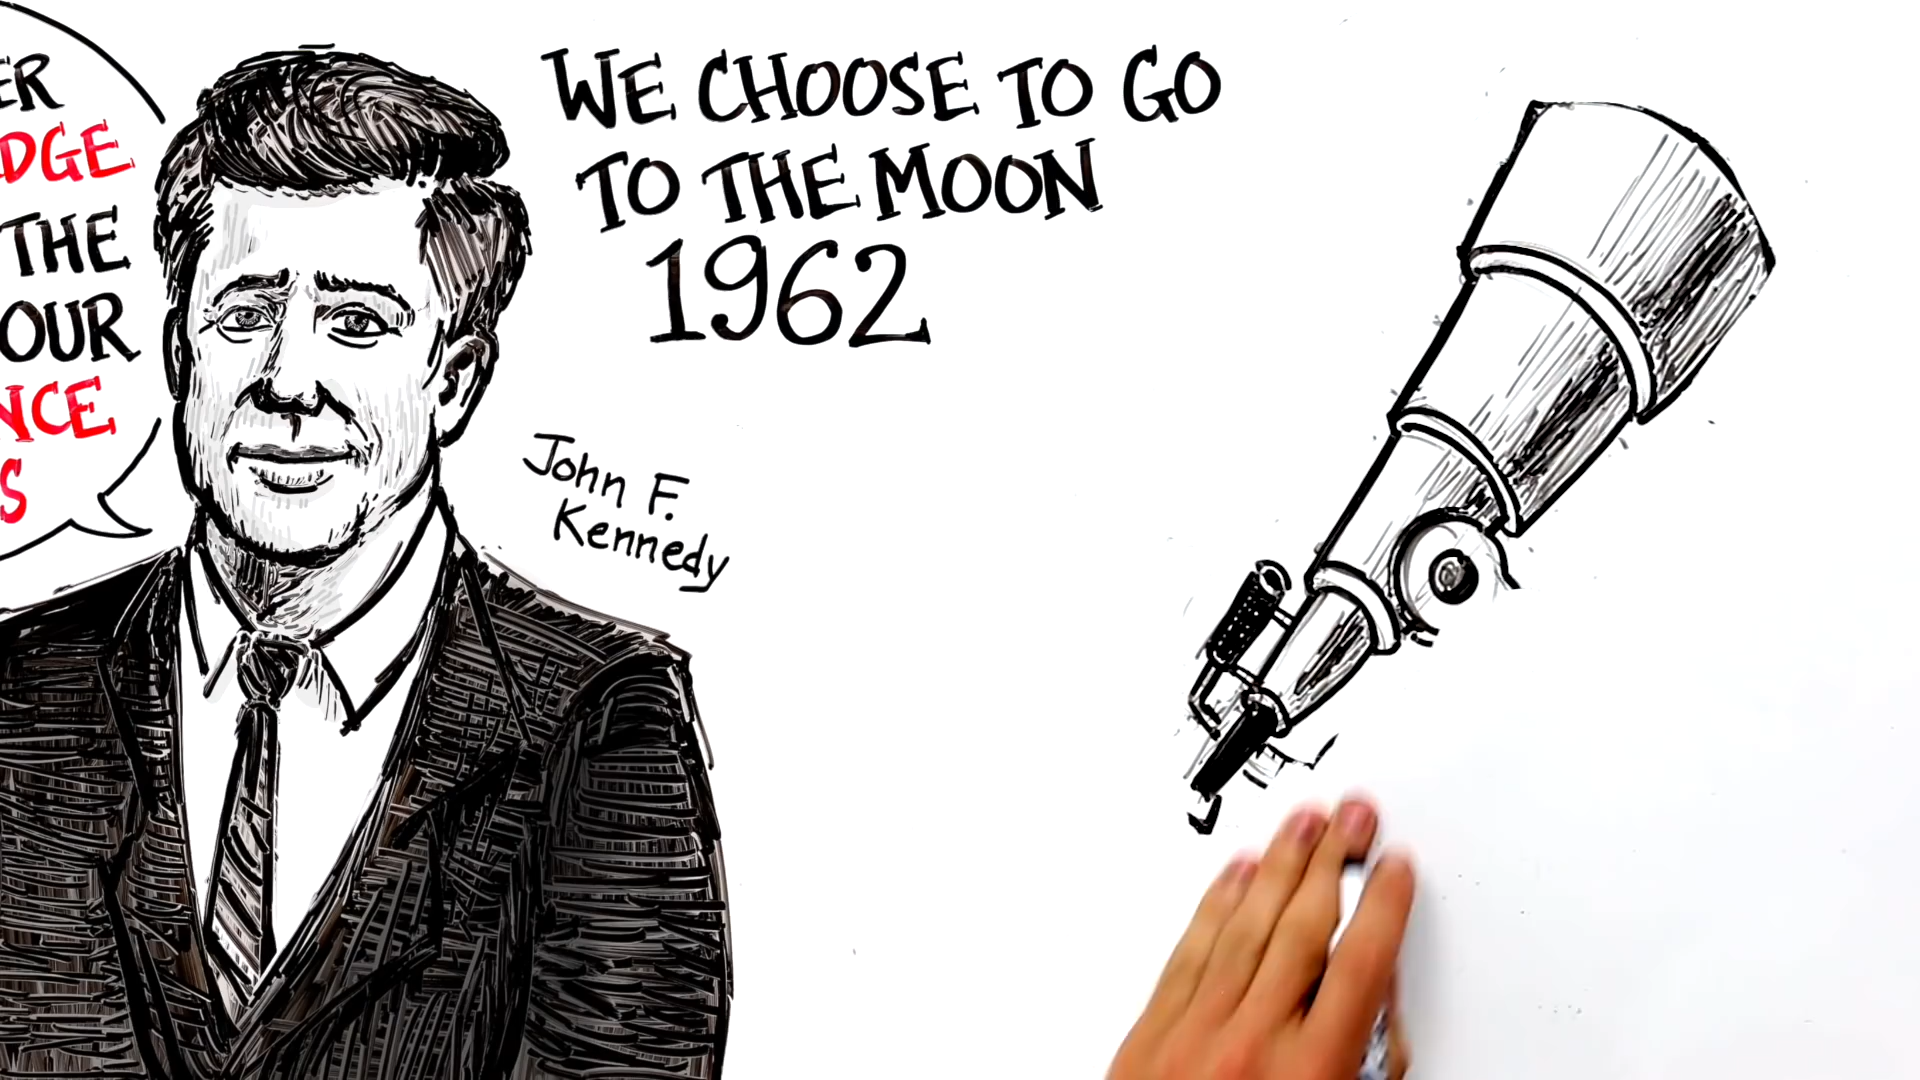 ER
DGE
THE
OUR
NCE
S
WE CHOOSE TO GO
TO THE MOON
1962
John F.
Kennedy